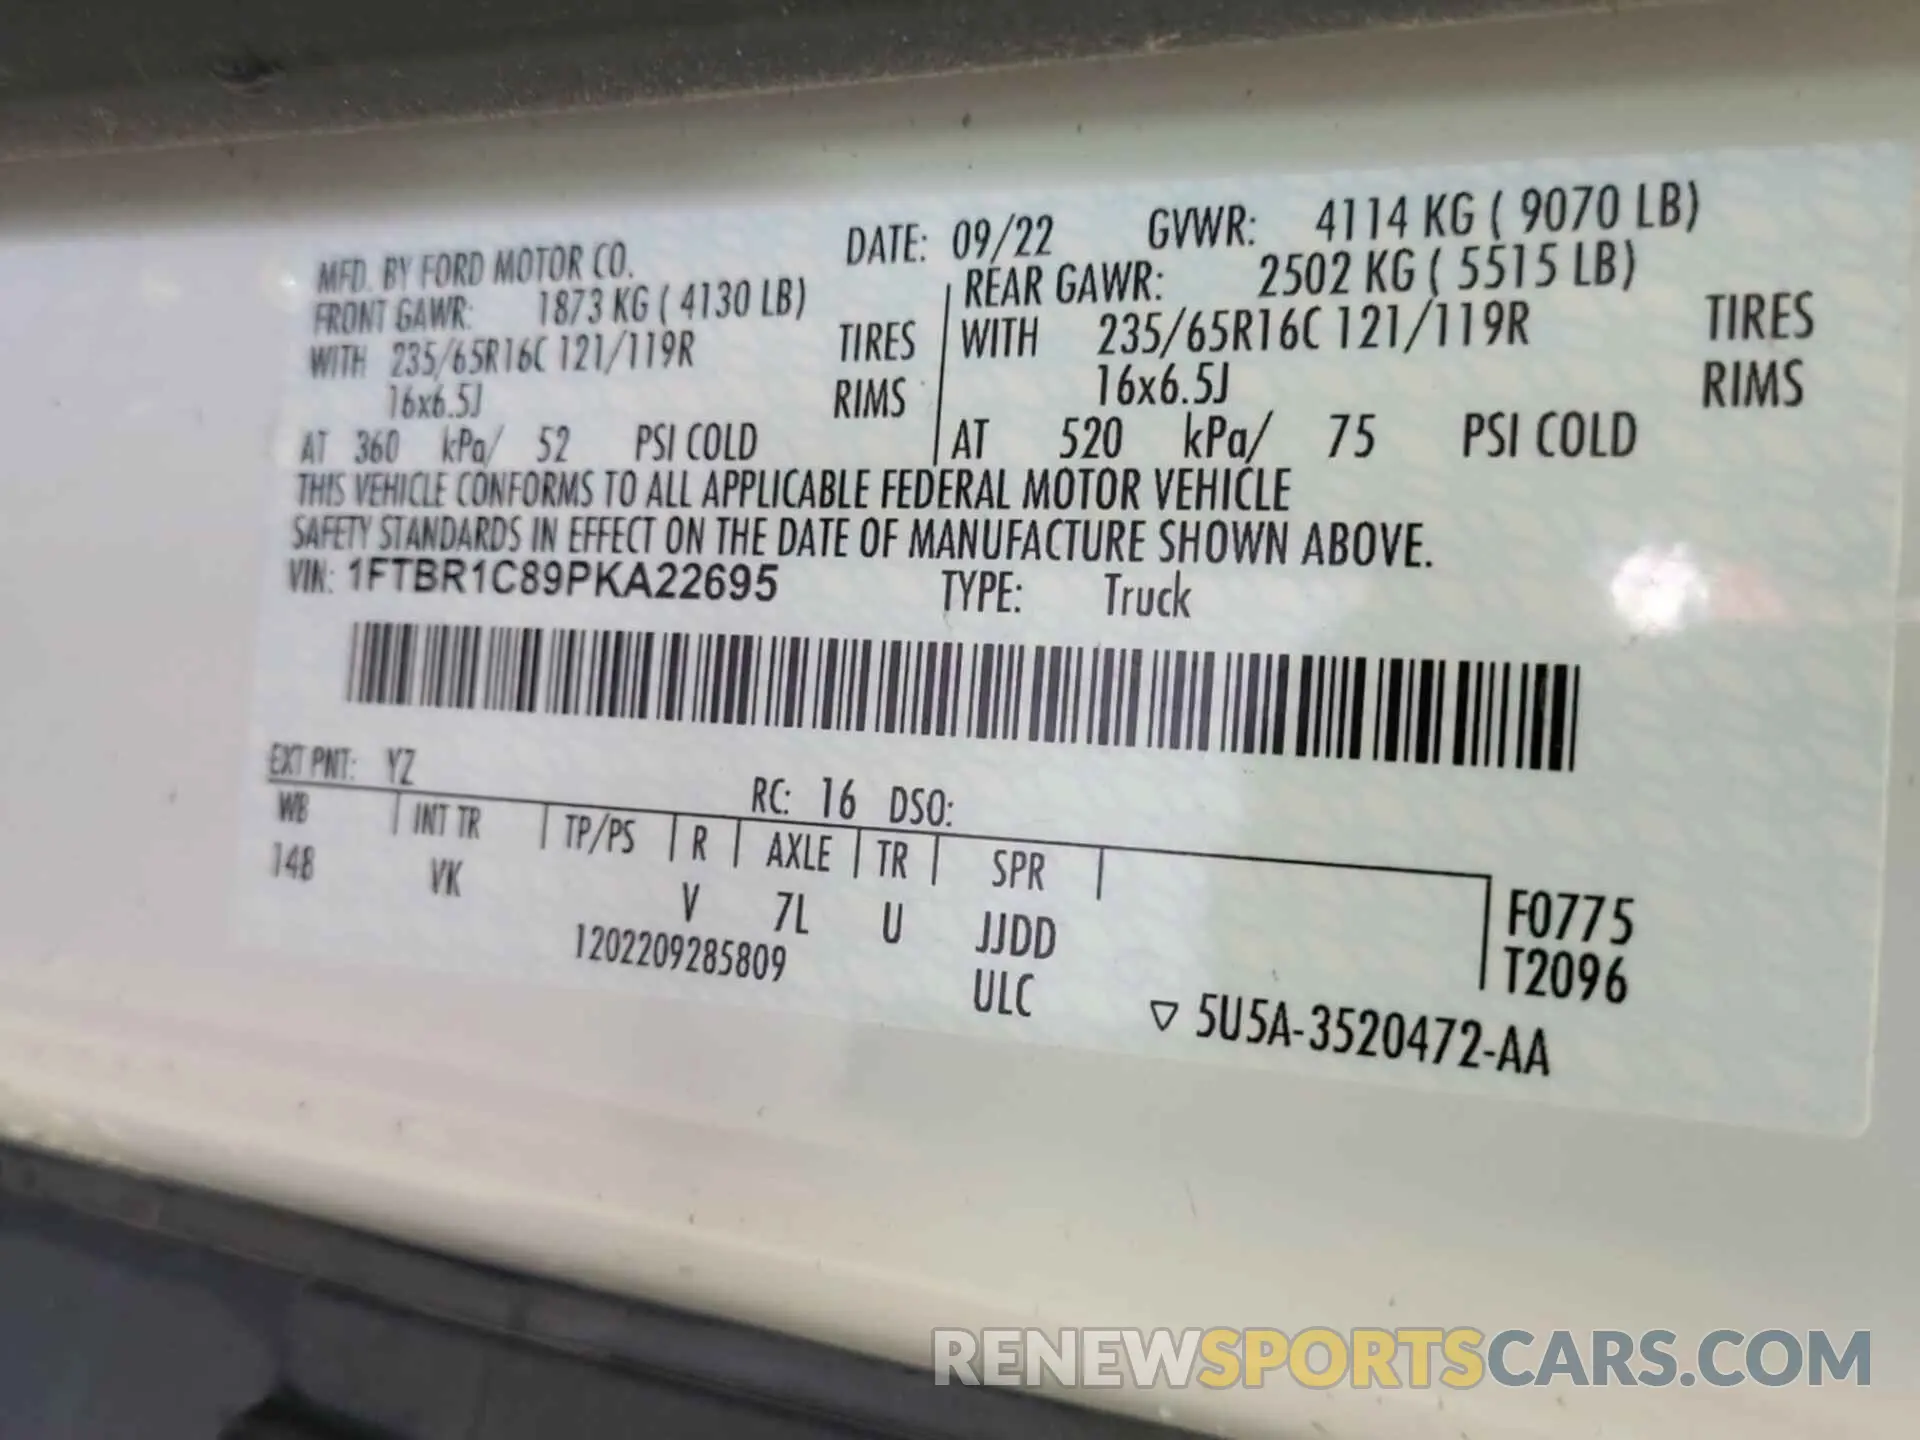 MFD. BY FORD MOTOR CO. DATE: 09/22 GVWR: 4114 KG ( 9070 LB)
FRONT GAWR: 1873 KG ( 4130 LB) REAR GAWR: 2502 KG ( 5515 LB)
WITH 235/65R16C 121/119R TIRES WITH 235/65R16C 121/119R TIRES
16x6.5J RIMS 16x6.5J RIMS
AT 360 kPa/ 52 PSI COLD AT 520 kPa/ 75 PSI COLD
THIS VEHICLE CONFORMS TO ALL APPLICABLE FEDERAL MOTOR VEHICLE
SAFETY STANDARDS IN EFFECT ON THE DATE OF MANUFACTURE SHOWN ABOVE.
VIN: 1FTBR1C89PKA22695 TYPE: Truck
EXT PNT: YZ RC: 16 DSO:
WB INT TR TP/PS R AXLE TR SPR
148 VK V 7L U JJDD F0775
1202209285809 ULC T2096
▽ 5U5A-3520472-AA
RENEWSPORTSCARS.COM